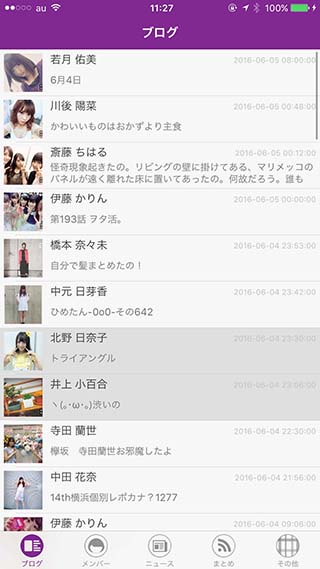 au 11:27 100%
ブログ
若月 佑美 2016-06-05 08:00:00
6月4日
川後 陽菜 2016-06-05 00:48:00
かわいいものはおかずより主食
斎藤 ちはる 2016-06-05 00:12:00
怪奇現象起きたの。リビングの壁に掛けてある、マリメッコの
パネルが遠く離れた床に置いてあったの。何故だろう。誰も
伊藤 かりん 2016-06-05 00:00:00
第193話 ヲタ活。
橋本 奈々未 2016-06-04 23:53:00
自分で髪まとめたの！
中元 日芽香 2016-06-04 23:42:00
ひめたん-0o0-その642
北野 日奈子 2016-06-04 23:30:00
トライアングル
井上 小百合 2016-06-04 23:06:00
ヽ(｡･ω･｡)渋いの
寺田 蘭世 2016-06-04 22:30:00
欅坂　寺田蘭世お邪魔したよ
中田 花奈 2016-06-04 21:56:00
14th横浜個別レポカナ？1277
伊藤 かりん 2016-06-04 09:06:00
ブログ メンバー ニュース まとめ その他